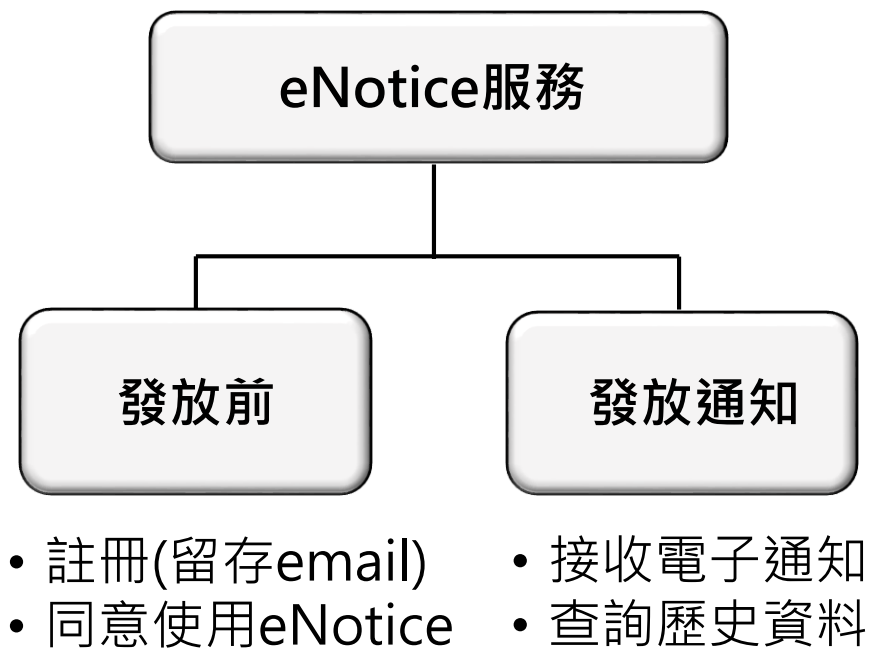 eNotice服務
發放前
• 註冊(留存email)
• 同意使用eNotice
發放通知
• 接收電子通知
• 查詢歷史資料